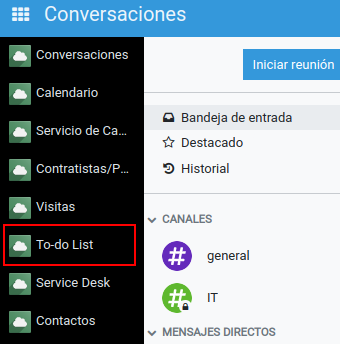 Conversaciones
Conversaciones
Calendario
Servicio de Ca...
Contratistas/P...
Visitas
To-do List
Service Desk
Contactos
Iniciar reunión
Bandeja de entrada
Destacado
Historial
CANALES
general
IT
MENSAJES DIRECTOS